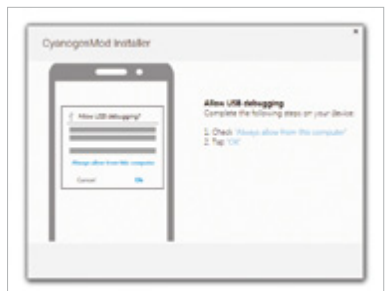 CyanogenMod Installer
Allow USB debugging?
Always allow from this computer
Cancel
Ok
Allow USB debugging
Complete the following steps on your device:
1. Check "Always allow from this computer"
2. Tap "OK"